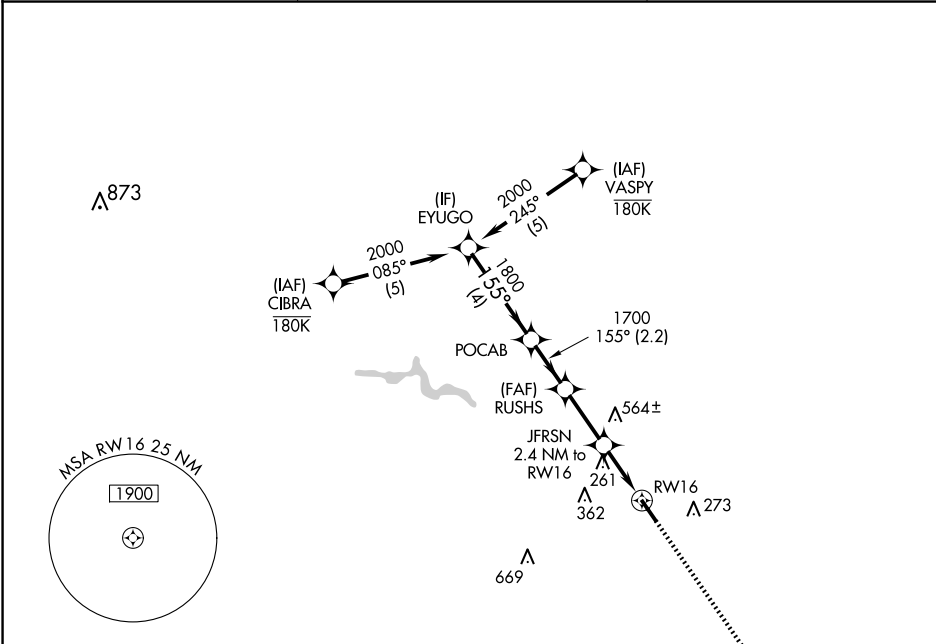 873
(IAF)
VASPY
180K
2000
245°
(5)
(IF)
EYUGO
2000
085°
(5)
(IAF)
CIBRA
180K
1800
155°
(4)
1700
155° (2.2)
POCAB
(FAF)
RUSHS
564±
JFRSN
2.4 NM to
RW16
261
362
RW16
273
669
MSA RW16 25 NM
1900